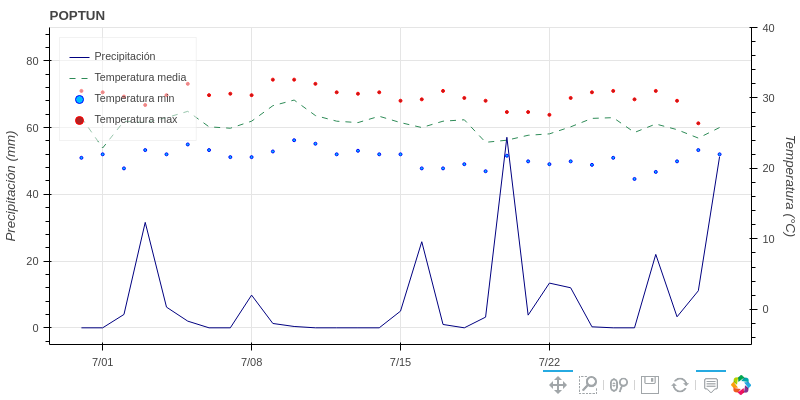 POPTUN
Precipitación
Temperatura media
Temperatura min
Temperatura max
Precipitación (mm)
80
60
40
20
0
Temperatura (°C)
40
30
20
10
0
7/01
7/08
7/15
7/22